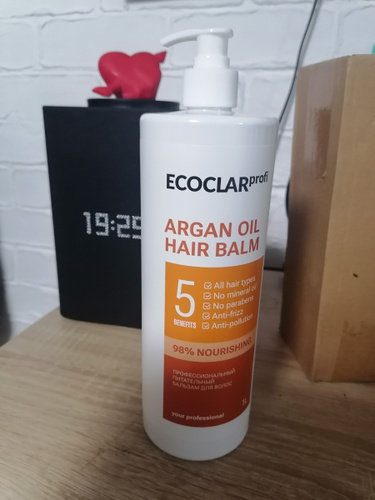 ECOCLARprofi
19:25
ARGAN OIL
HAIR BALM
5
BENEFITS
All hair types
No mineral oil
No parabens
Anti-frizz
Anti-pollution
98% NOURISHING
ПРОФЕССИОНАЛЬНЫЙ
ПИТАТЕЛЬНЫЙ
БАЛЬЗАМ ДЛЯ ВОЛОС
your professional
1L